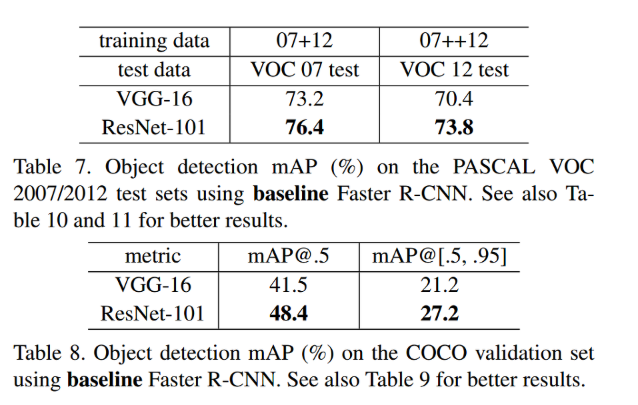 training data 07+12 07++12
test data VOC 07 test VOC 12 test
VGG-16 73.2 70.4
ResNet-101 76.4 73.8
Table 7. Object detection mAP (%) on the PASCAL VOC
2007/2012 test sets using baseline Faster R-CNN. See also Ta-
ble 10 and 11 for better results.
metric mAP@.5 mAP@[.5, .95]
VGG-16 41.5 21.2
ResNet-101 48.4 27.2
Table 8. Object detection mAP (%) on the COCO validation set
using baseline Faster R-CNN. See also Table 9 for better results.